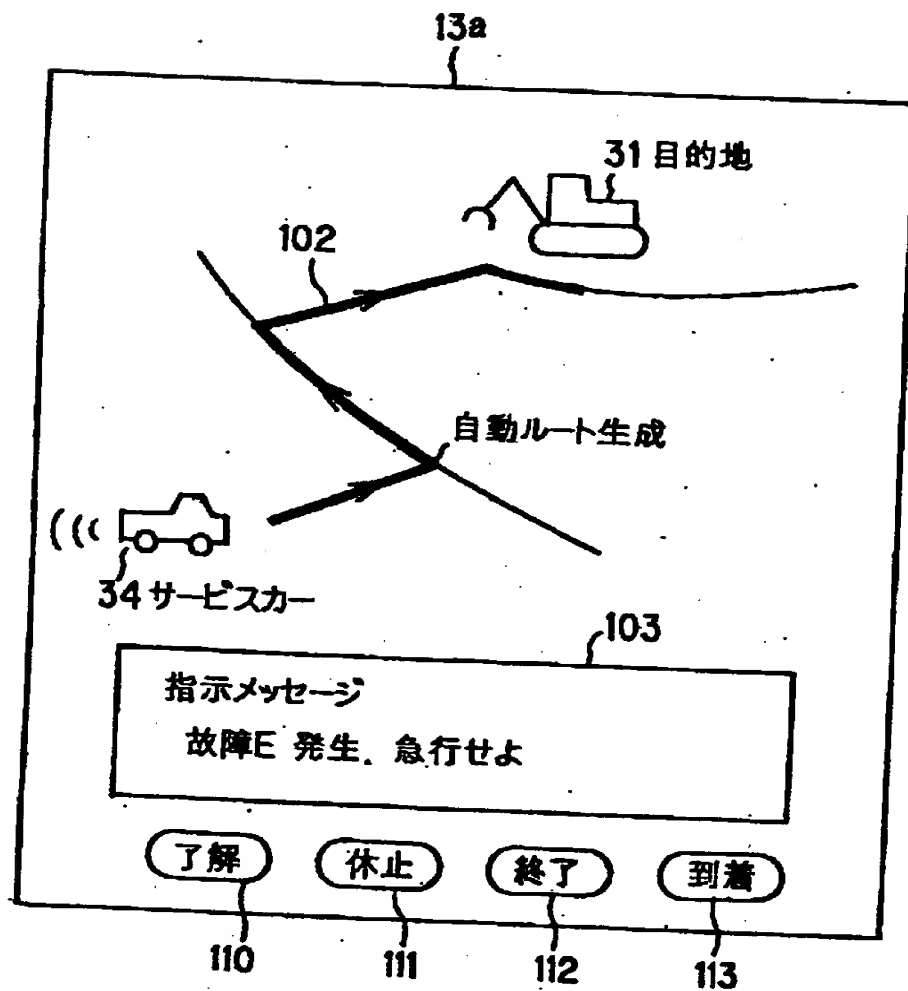 13a
31 目的地
102
自動ルート生成
34 サービスカー
103
指示メッセージ
故障E 発生. 急行せよ
了解 休止 終了 到着
110 111 112 113